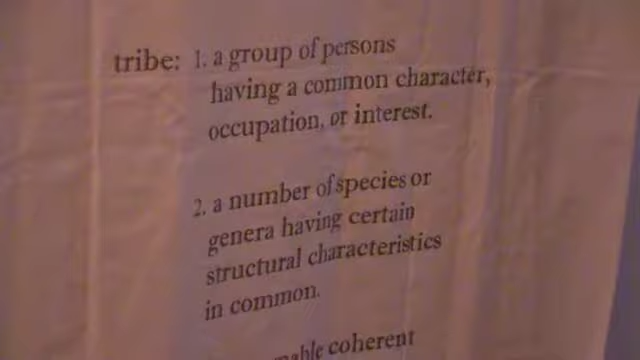 tribe: 1. a group of persons
having a common character,
occupation, or interest.
2. a number of species or
genera having certain
structural characteristics
in common.
coherent